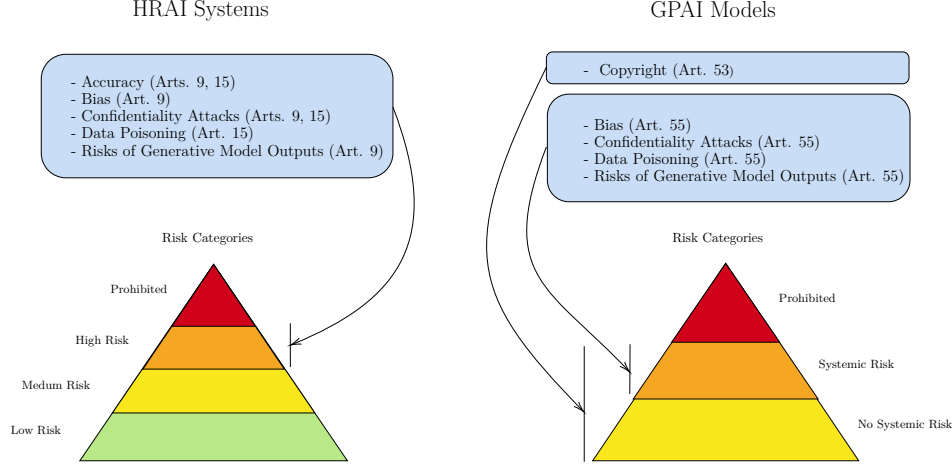 HRAI Systems
- Accuracy (Arts. 9, 15)
- Bias (Art. 9)
- Confidentiality Attacks (Arts. 9, 15)
- Data Poisoning (Art. 15)
- Risks of Generative Model Outputs (Art. 9)
Risk Categories
Prohibited
High Risk
Medum Risk
Low Risk
GPAI Models
- Copyright (Art. 53)
- Bias (Art. 55)
- Confidentiality Attacks (Art. 55)
- Data Poisoning (Art. 55)
- Risks of Generative Model Outputs (Art. 55)
Risk Categories
Prohibited
Systemic Risk
No Systemic Risk